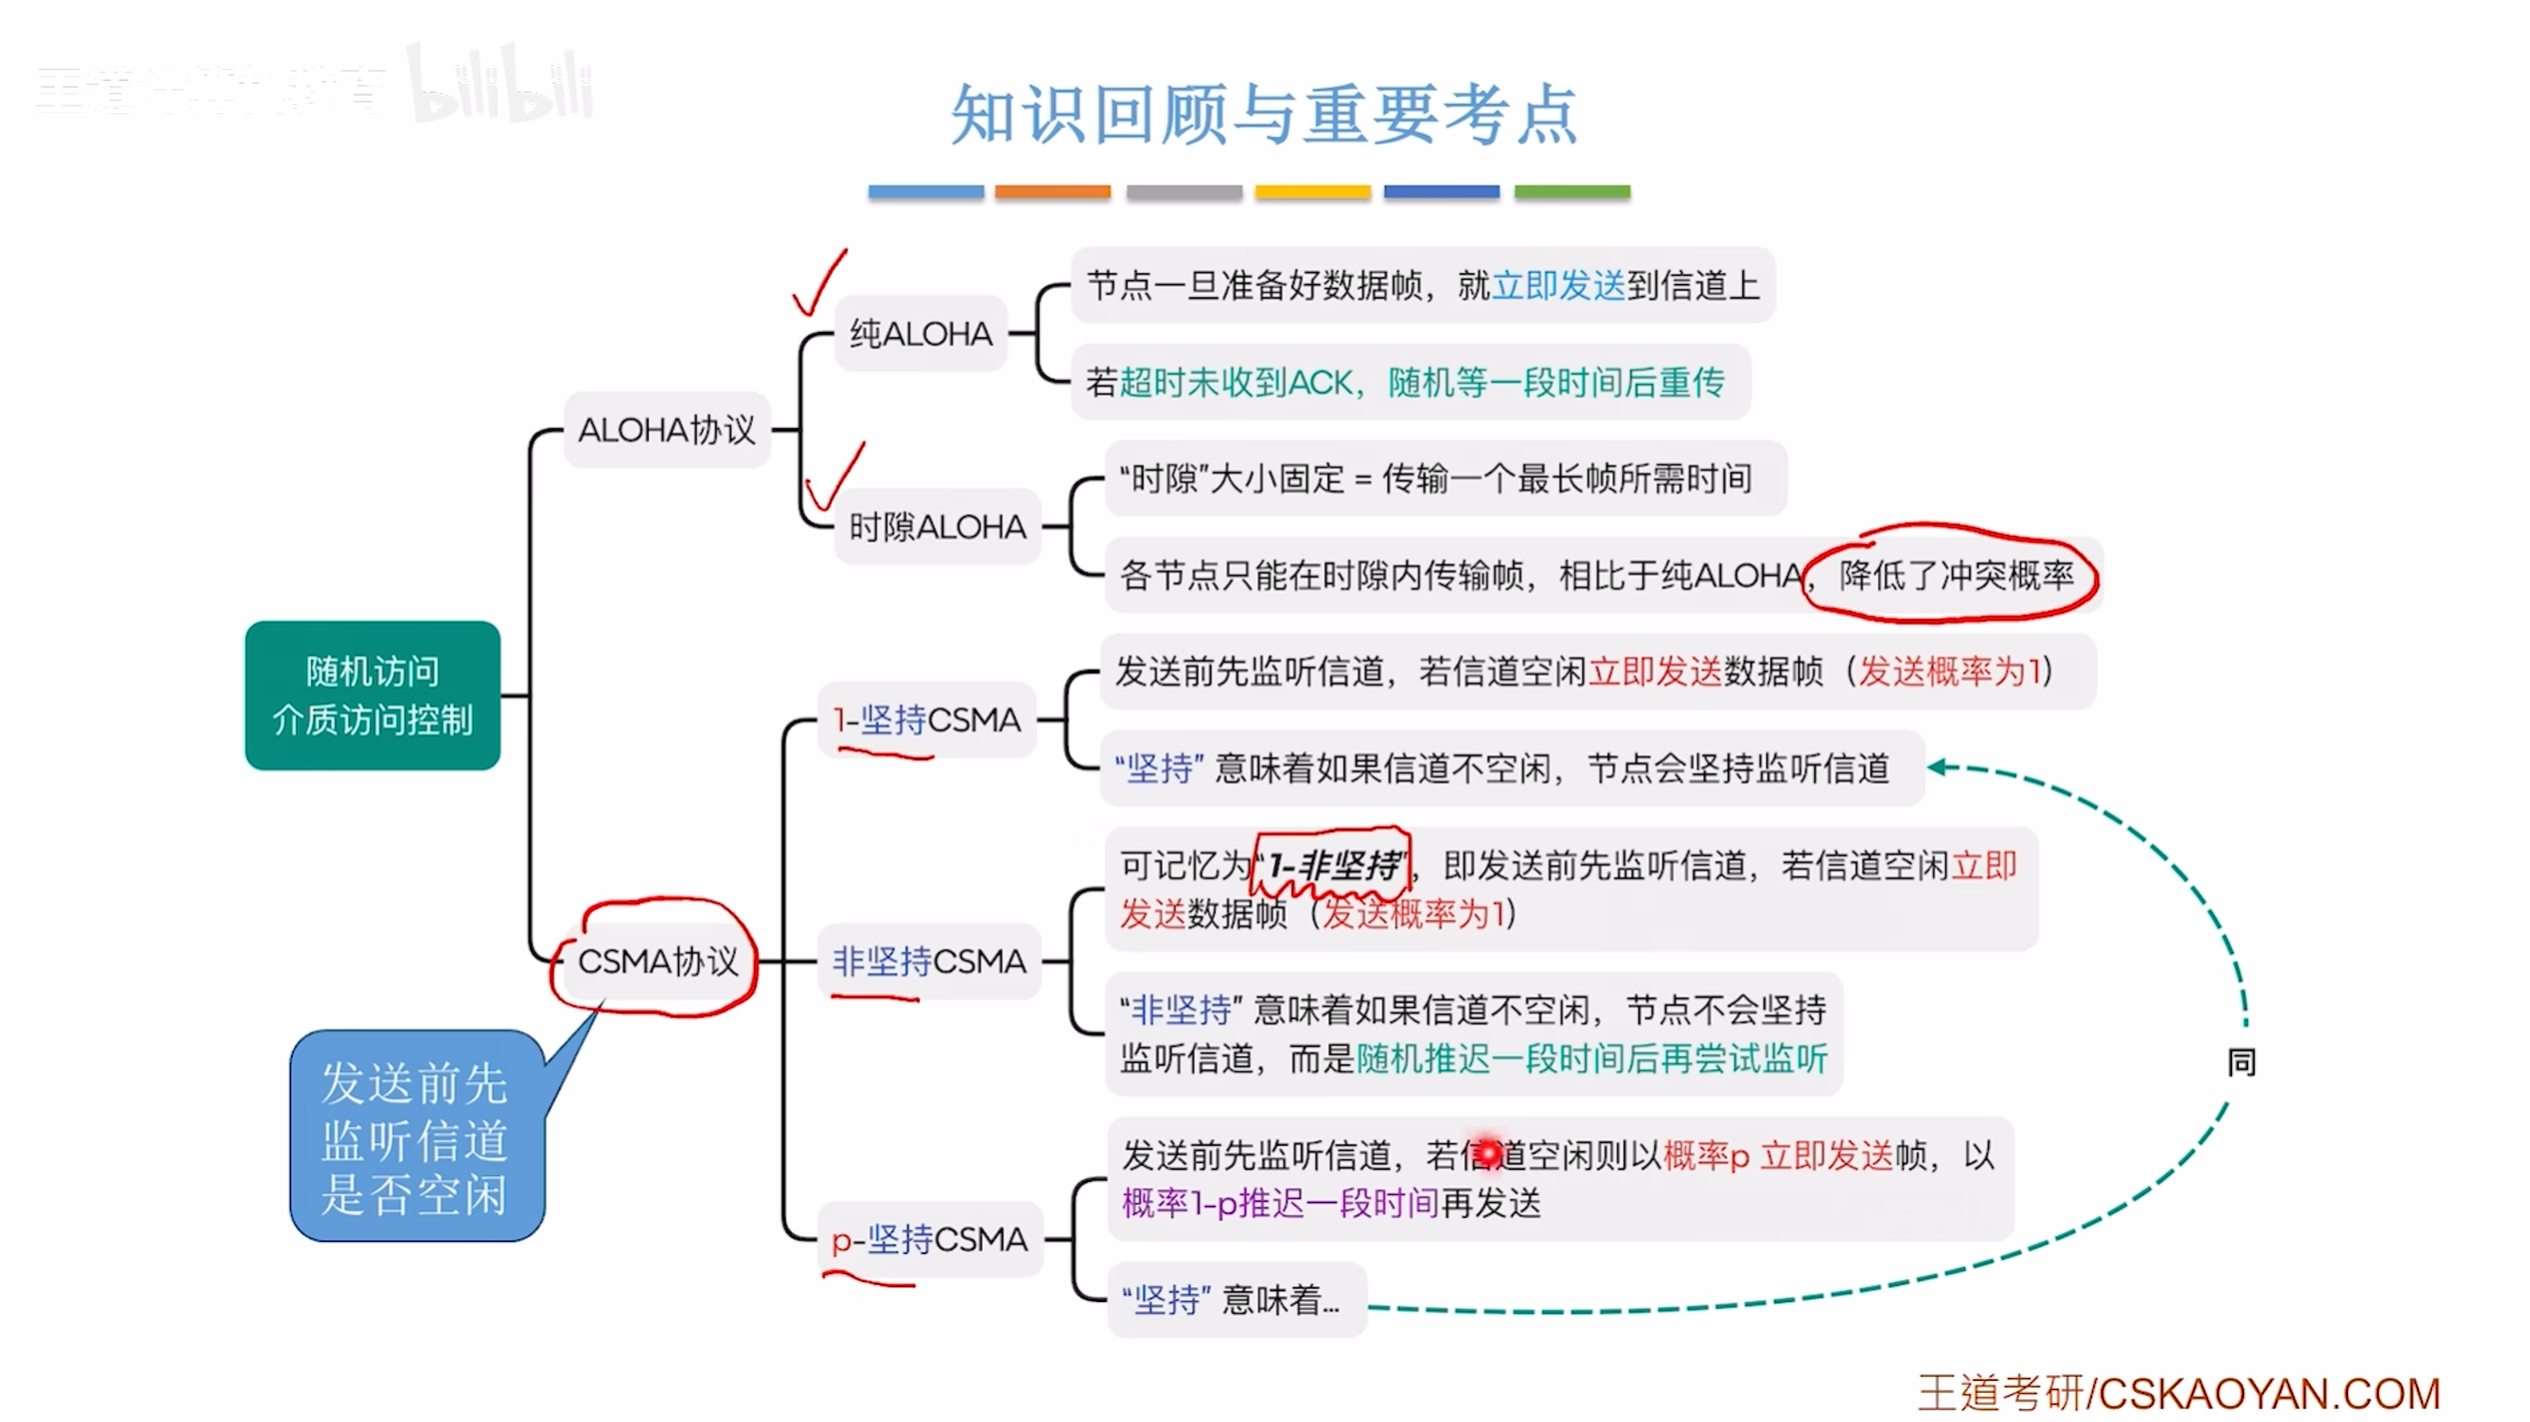 bilibili
知识回顾与重要考点
随机访问
介质访问控制
ALOHA协议
纯ALOHA
节点一旦准备好数据帧，就立即发送到信道上
若超时未收到ACK，随机等一段时间后重传
时隙ALOHA
“时隙”大小固定 = 传输一个最长帧所需时间
各节点只能在时隙内传输帧，相比于纯ALOHA，降低了冲突概率
CSMA协议
发送前先
监听信道
是否空闲
1-坚持CSMA
发送前先监听信道，若信道空闲立即发送数据帧（发送概率为1）
“坚持” 意味着如果信道不空闲，节点会坚持监听信道
非坚持CSMA
可记忆为“1-非坚持”，即发送前先监听信道，若信道空闲立即
发送数据帧（发送概率为1）
“非坚持” 意味着如果信道不空闲，节点不会坚持
监听信道，而是随机推迟一段时间后再尝试监听
p-坚持CSMA
发送前先监听信道，若信道空闲则以概率p 立即发送帧，以
概率1-p推迟一段时间再发送
“坚持” 意味着...
同
王道考研/CSKAOYAN.COM